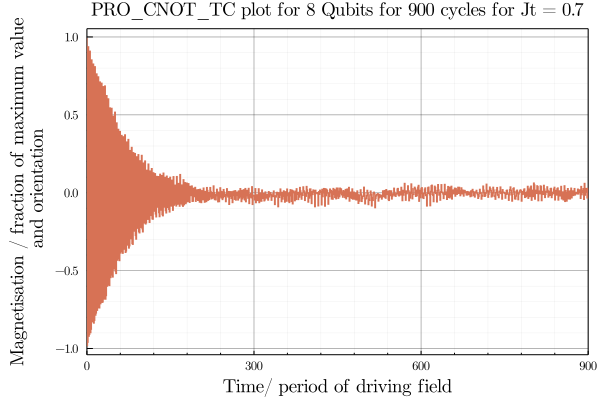 PRO_CNOT_TC plot for 8 Qubits for 900 cycles for Jt = 0.7
Magnetisation / fraction of maximum value
and orientation
1.0
0.5
0.0
−0.5
−1.0
0
300
600
900
Time/ period of driving field